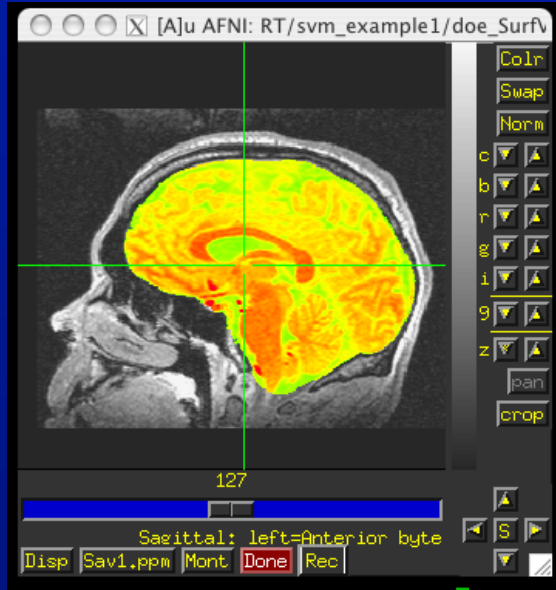 X [A]u AFNI: RT/svm_example1/doe_SurfV
Colr
Swap
Norm
c
b
r
g
i
9
z
pan
crop
127
Sagittal: left=Anterior byte
S
Disp Sav1.ppm Mont Done Rec